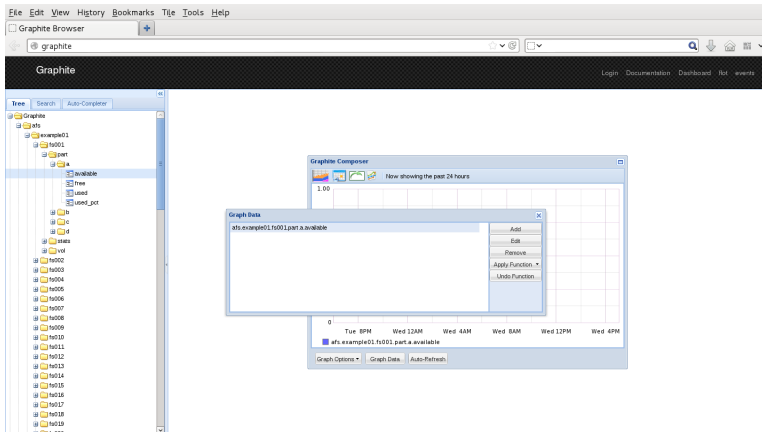 File Edit View History Bookmarks Tile Tools Help
Graphite Browser
graphite
Graphite
Login Documentation Dashboard flot events
Tree Search Auto-Completer
Graphite
afs
example01
fs001
part
a
available
free
used
used_pct
b
c
d
stats
vol
fs002
fs003
fs004
fs005
fs006
fs007
fs008
fs009
fs010
fs011
fs012
fs013
fs014
fs015
fs016
fs017
fs018
fs019
Graphite Composer
Now showing the past 24 hours
1.00
Graph Data
afs.example01.fs001.part.a.available
Add
Edit
Remove
Apply Function
Undo Function
0
Tue 8PM Wed 12AM Wed 4AM Wed 8AM Wed 12PM Wed 4PM
afs.example01.fs001.part.a.available
Graph Options Graph Data Auto-Refresh